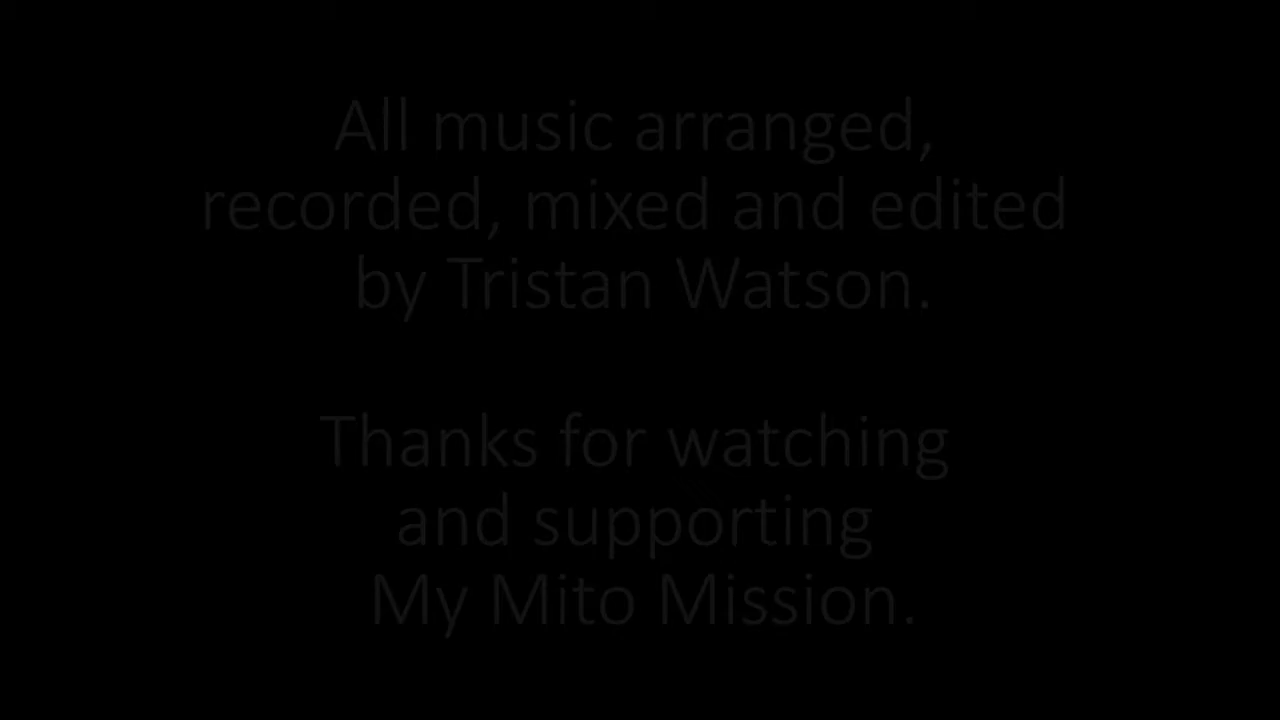 All music arranged,
recorded, mixed and edited
by Tristan Watson.
Thanks for watching
and supporting
My Mito Mission.